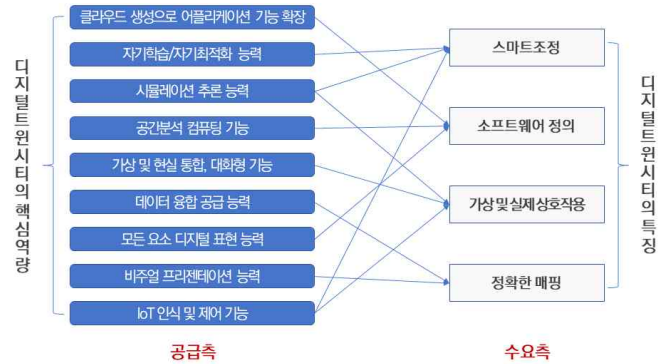 디지털트윈시티의 핵심역량
클라우드 생성으로 어플리케이션 기능 확장
자기학습/자기최적화 능력
시뮬레이션 추론 능력
공간분석 컴퓨팅 기능
가상 및 현실 통합, 대화형 기능
데이터 융합 공급 능력
모든 요소 디지털 표현 능력
비주얼 프리젠테이션 능력
IoT 인식 및 제어 기능
공급측
스마트조정
소프트웨어 정의
가상 및 실제 상호작용
정확한 매핑
수요측
디지털트윈시티의 특징